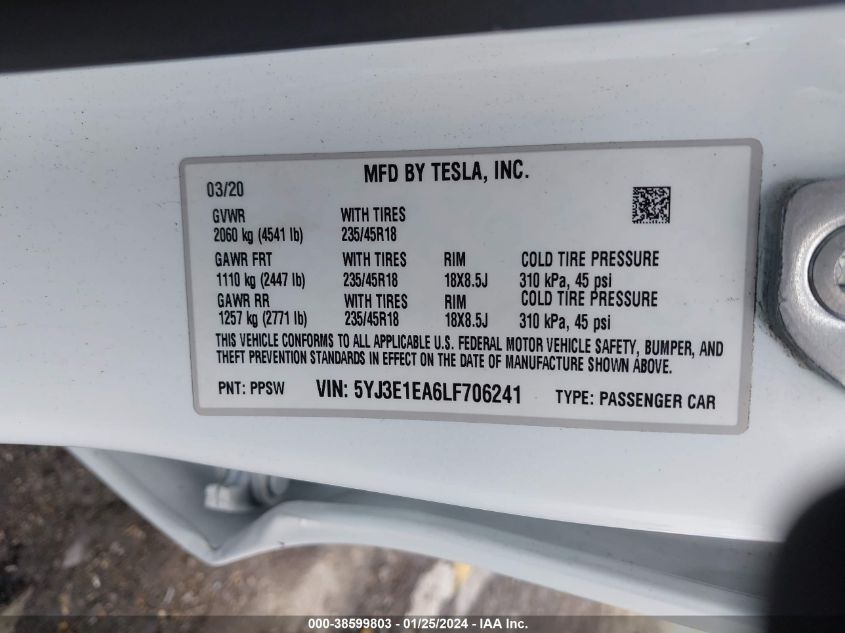 MFD BY TESLA, INC.
03/20
GVWR WITH TIRES
2060 kg (4541 lb) 235/45R18
GAWR FRT WITH TIRES RIM COLD TIRE PRESSURE
1110 kg (2447 lb) 235/45R18 18X8.5J 310 kPa, 45 psi
GAWR RR WITH TIRES RIM COLD TIRE PRESSURE
1257 kg (2771 lb) 235/45R18 18X8.5J 310 kPa, 45 psi
THIS VEHICLE CONFORMS TO ALL APPLICABLE U.S. FEDERAL MOTOR VEHICLE SAFETY, BUMPER, AND
THEFT PREVENTION STANDARDS IN EFFECT ON THE DATE OF MANUFACTURE SHOWN ABOVE.
PNT: PPSW VIN: 5YJ3E1EA6LF706241 TYPE: PASSENGER CAR
000-38599803 - 01/25/2024 - IAA Inc.